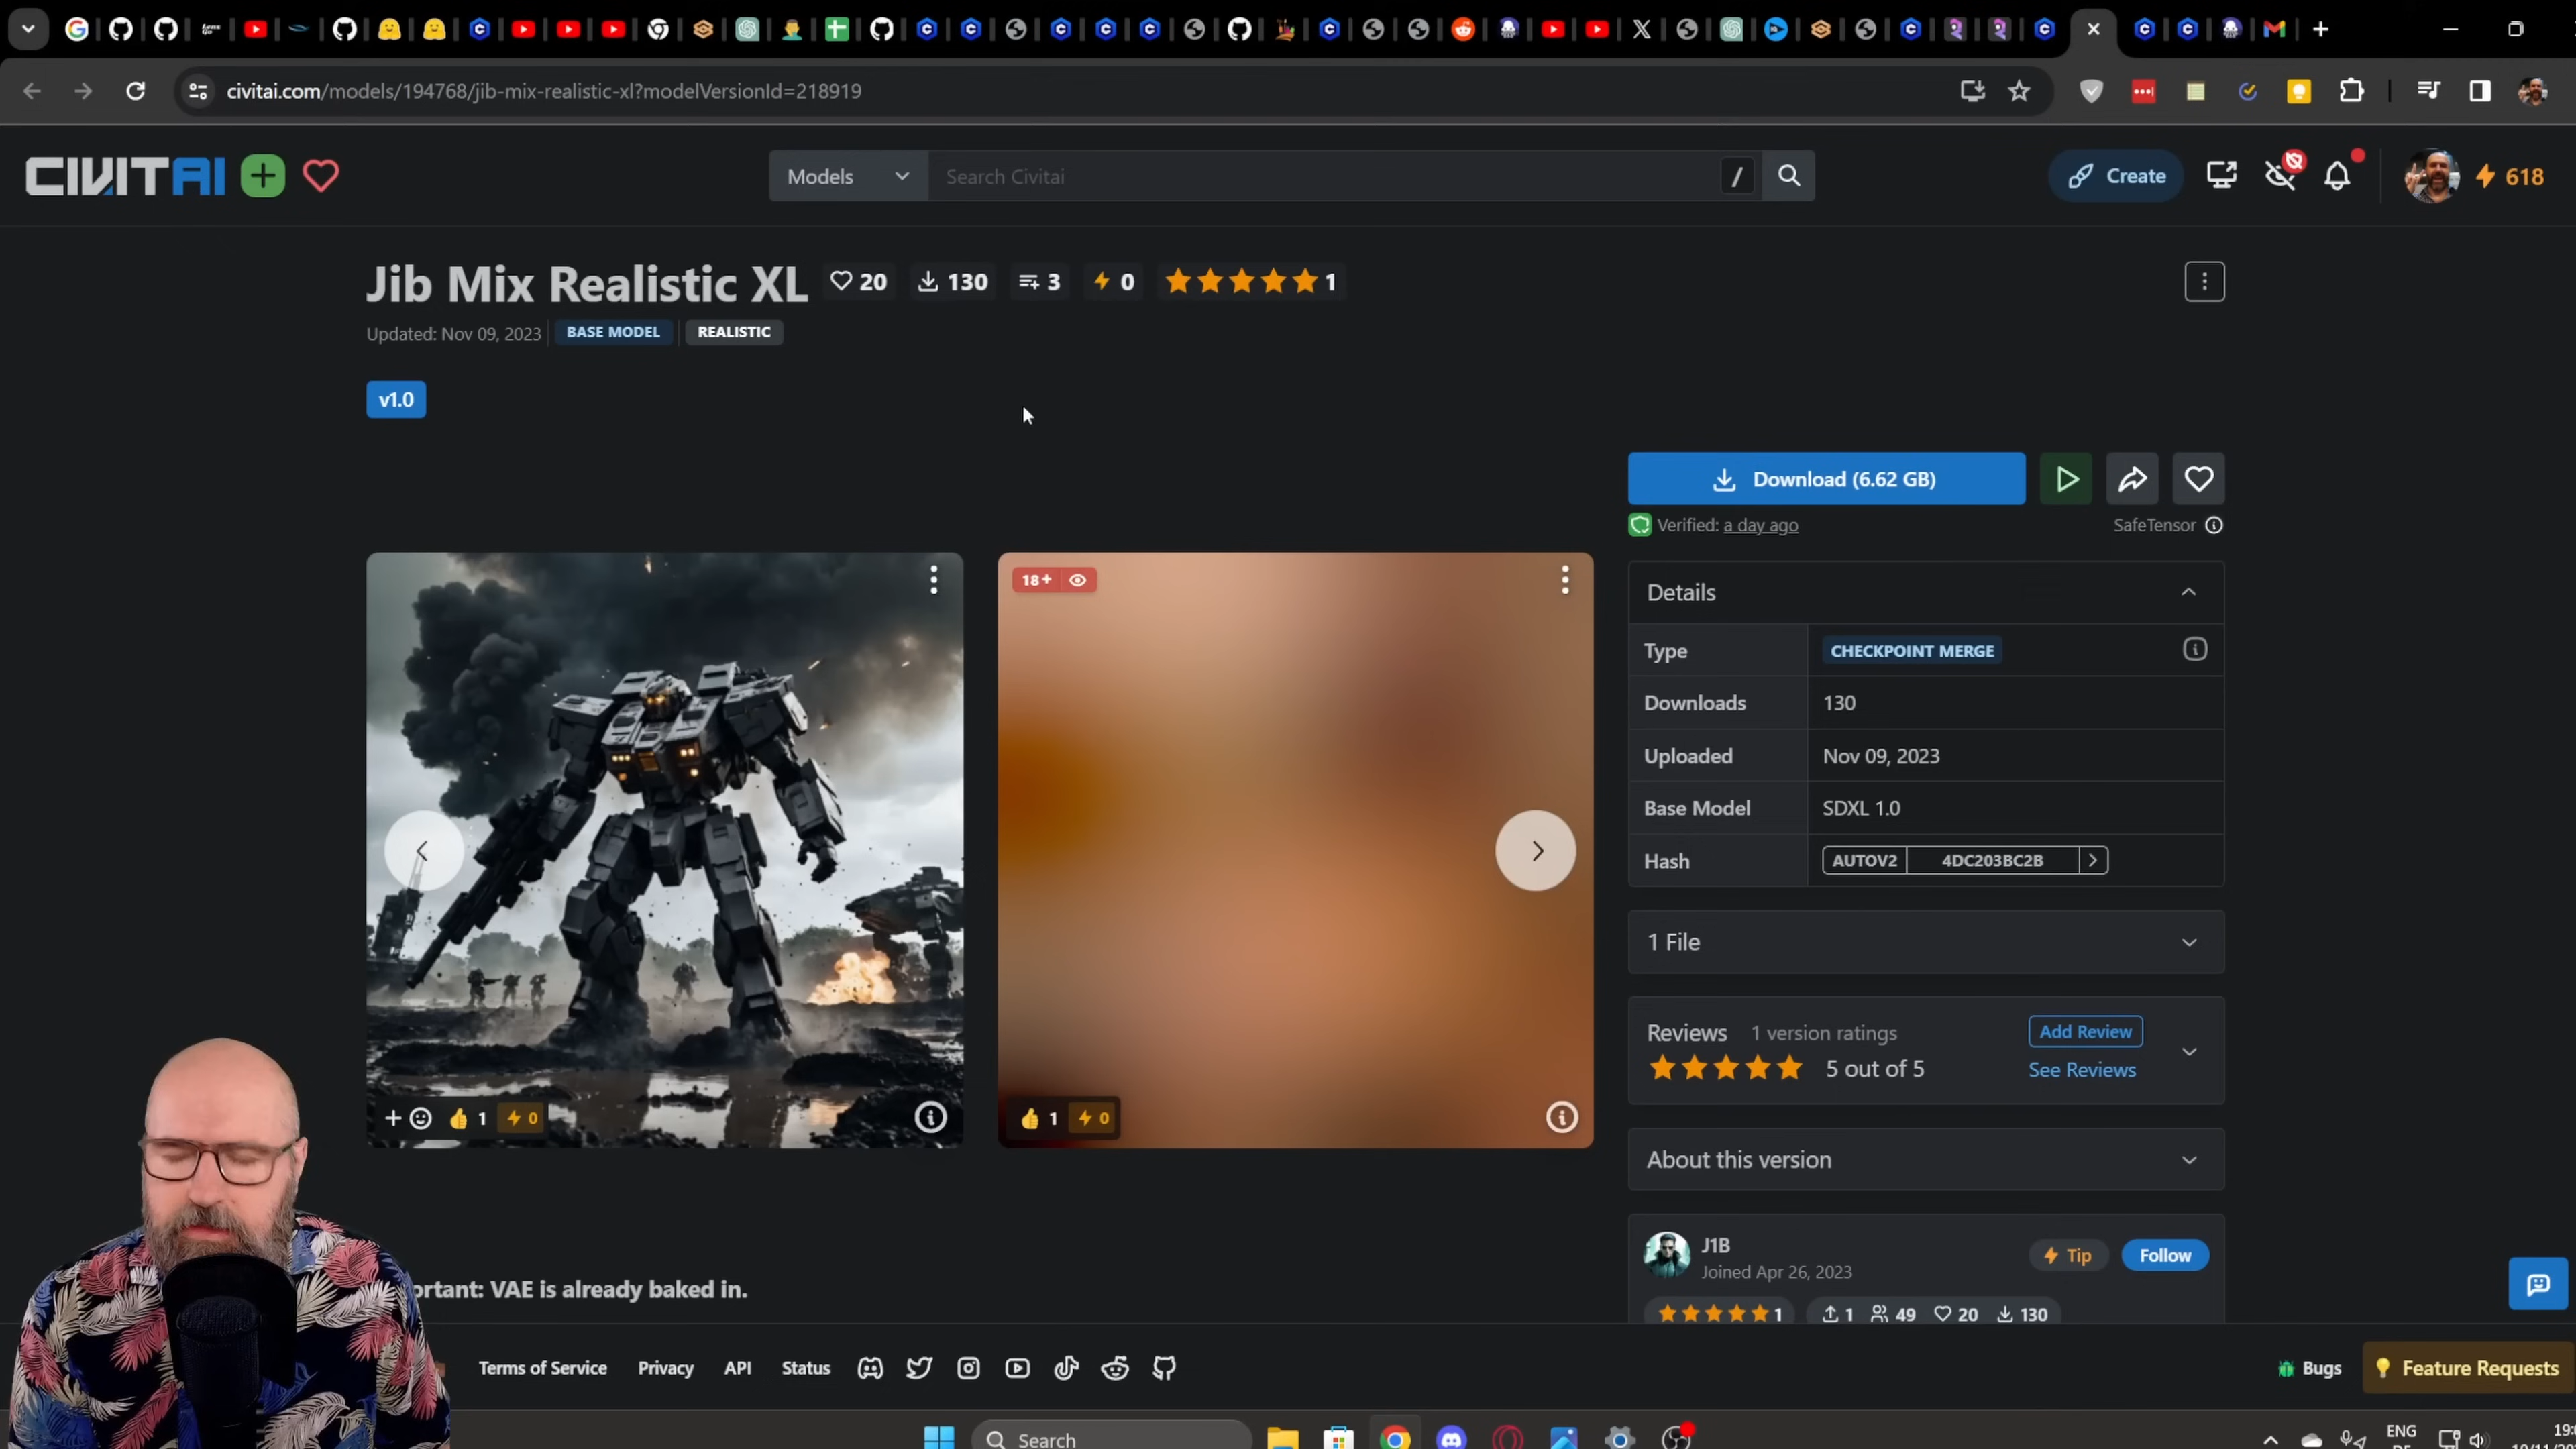 civitai.com/models/194768/jib-mix-realistic-xl?modelVersionId=218919
CIVITAI
Models
Search Civitai
/
Create
618
Jib Mix Realistic XL
20
130
3
0
1
Updated: Nov 09, 2023
BASE MODEL
REALISTIC
v1.0
Download (6.62 GB)
Verified: a day ago
SafeTensor
18+
Details
Type
CHECKPOINT MERGE
Downloads
130
Uploaded
Nov 09, 2023
Base Model
SDXL 1.0
Hash
AUTOV2
4DC203BC2B
1 File
Reviews
1 version ratings
Add Review
5 out of 5
See Reviews
1
0
1
0
About this version
J1B
Joined Apr 26, 2023
Tip
Follow
1
1
49
20
130
ortant: VAE is already baked in.
Terms of Service
Privacy
API
Status
Bugs
Feature Requests
Search
ENG